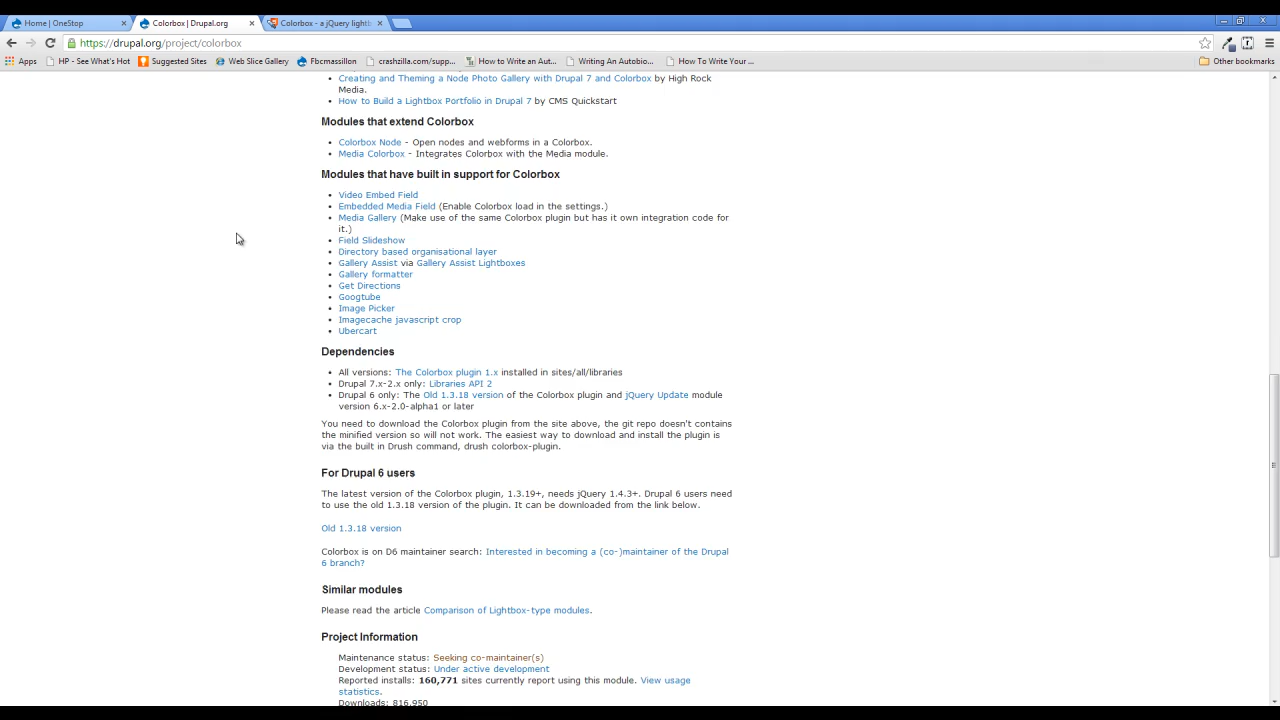 Home | OneStop
Colorbox | Drupal.org
Colorbox - a jQuery lightb
https://drupal.org/project/colorbox
Apps
HP - See What's Hot
Suggested Sites
Web Slice Gallery
Fbcmassillon
crashzilla.com/supp...
How to Write an Aut...
Writing An Autobio...
How To Write Your ...
Other bookmarks
Creating and Theming a Node Photo Gallery with Drupal 7 and Colorbox by High Rock
Media.
How to Build a Lightbox Portfolio in Drupal 7 by CMS Quickstart
Modules that extend Colorbox
Colorbox Node - Open nodes and webforms in a Colorbox.
Media Colorbox - Integrates Colorbox with the Media module.
Modules that have built in support for Colorbox
Video Embed Field
Embedded Media Field (Enable Colorbox load in the settings.)
Media Gallery (Make use of the same Colorbox plugin but has it own integration code for
it.)
Field Slideshow
Directory based organisational layer
Gallery Assist via Gallery Assist Lightboxes
Gallery formatter
Get Directions
Googtube
Image Picker
Imagecache javascript crop
Ubercart
Dependencies
All versions: The Colorbox plugin 1.x installed in sites/all/libraries
Drupal 7.x-2.x only: Libraries API 2
Drupal 6 only: The Old 1.3.18 version of the Colorbox plugin and jQuery Update module
version 6.x-2.0-alpha1 or later
You need to download the Colorbox plugin from the site above, the git repo doesn't contains
the minified version so will not work. The easiest way to download and install the plugin is
via the built in Drush command, drush colorbox-plugin.
For Drupal 6 users
The latest version of the Colorbox plugin, 1.3.19+, needs jQuery 1.4.3+. Drupal 6 users need
to use the old 1.3.18 version of the plugin. It can be downloaded from the link below.
Old 1.3.18 version
Colorbox is on D6 maintainer search: Interested in becoming a (co-)maintainer of the Drupal
6 branch?
Similar modules
Please read the article Comparison of Lightbox-type modules.
Project Information
Maintenance status: Seeking co-maintainer(s)
Development status: Under active development
Reported installs: 160,771 sites currently report using this module. View usage
statistics.
Downloads: 816,950